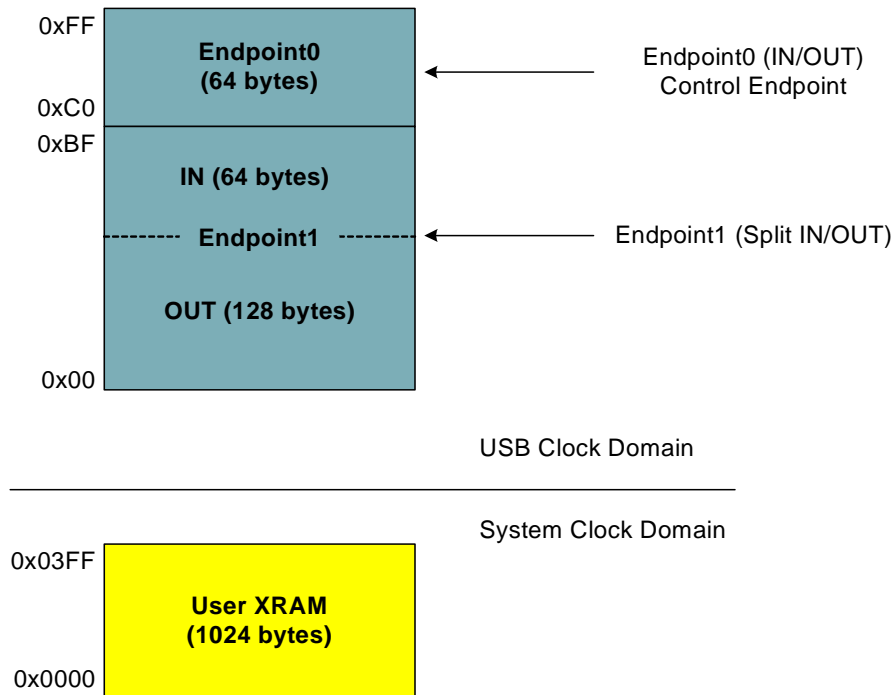 0xFF
Endpoint0
(64 bytes)
Endpoint0 (IN/OUT)
Control Endpoint
0xC0
0xBF
IN (64 bytes)
Endpoint1
Endpoint1 (Split IN/OUT)
OUT (128 bytes)
0x00
USB Clock Domain
System Clock Domain
0x03FF
User XRAM
(1024 bytes)
0x0000